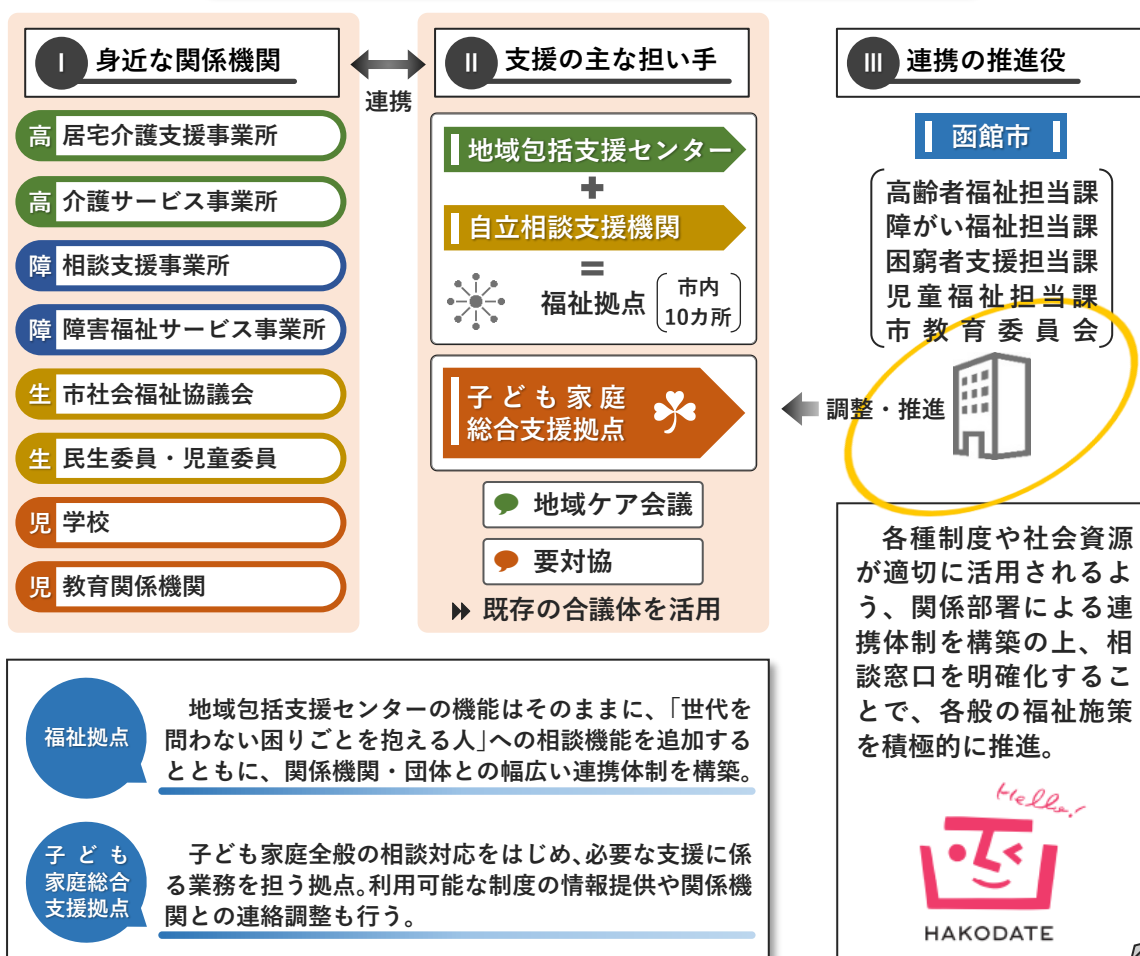 Ⅰ 身近な関係機関
高 居宅介護支援事業所
高 介護サービス事業所
障 相談支援事業所
障 障害福祉サービス事業所
生 市社会福祉協議会
生 民生委員・児童委員
児 学校
児 教育関係機関
連携
Ⅱ 支援の主な担い手
地域包括支援センター
+
自立相談支援機関
=
福祉拠点
市内
10カ所
子ども家庭
総合支援拠点
地域ケア会議
要対協
既存の合議体を活用
Ⅲ 連携の推進役
函館市
高齢者福祉担当課
障がい福祉担当課
困窮者支援担当課
児童福祉担当課
市教育委員会
調整・推進
各種制度や社会資源
が適切に活用されるよ
う、関係部署による連
携体制を構築の上、相
談窓口を明確化するこ
とで、各般の福祉施策
を積極的に推進。
Hello!
HAKODATE
福祉拠点
地域包括支援センターの機能はそのままに、「世代を
問わない困りごとを抱える人」への相談機能を追加する
とともに、関係機関・団体との幅広い連携体制を構築。
子ども
家庭総合
支援拠点
子ども家庭全般の相談対応をはじめ、必要な支援に係
る業務を担う拠点。利用可能な制度の情報提供や関係機
関との連絡調整も行う。